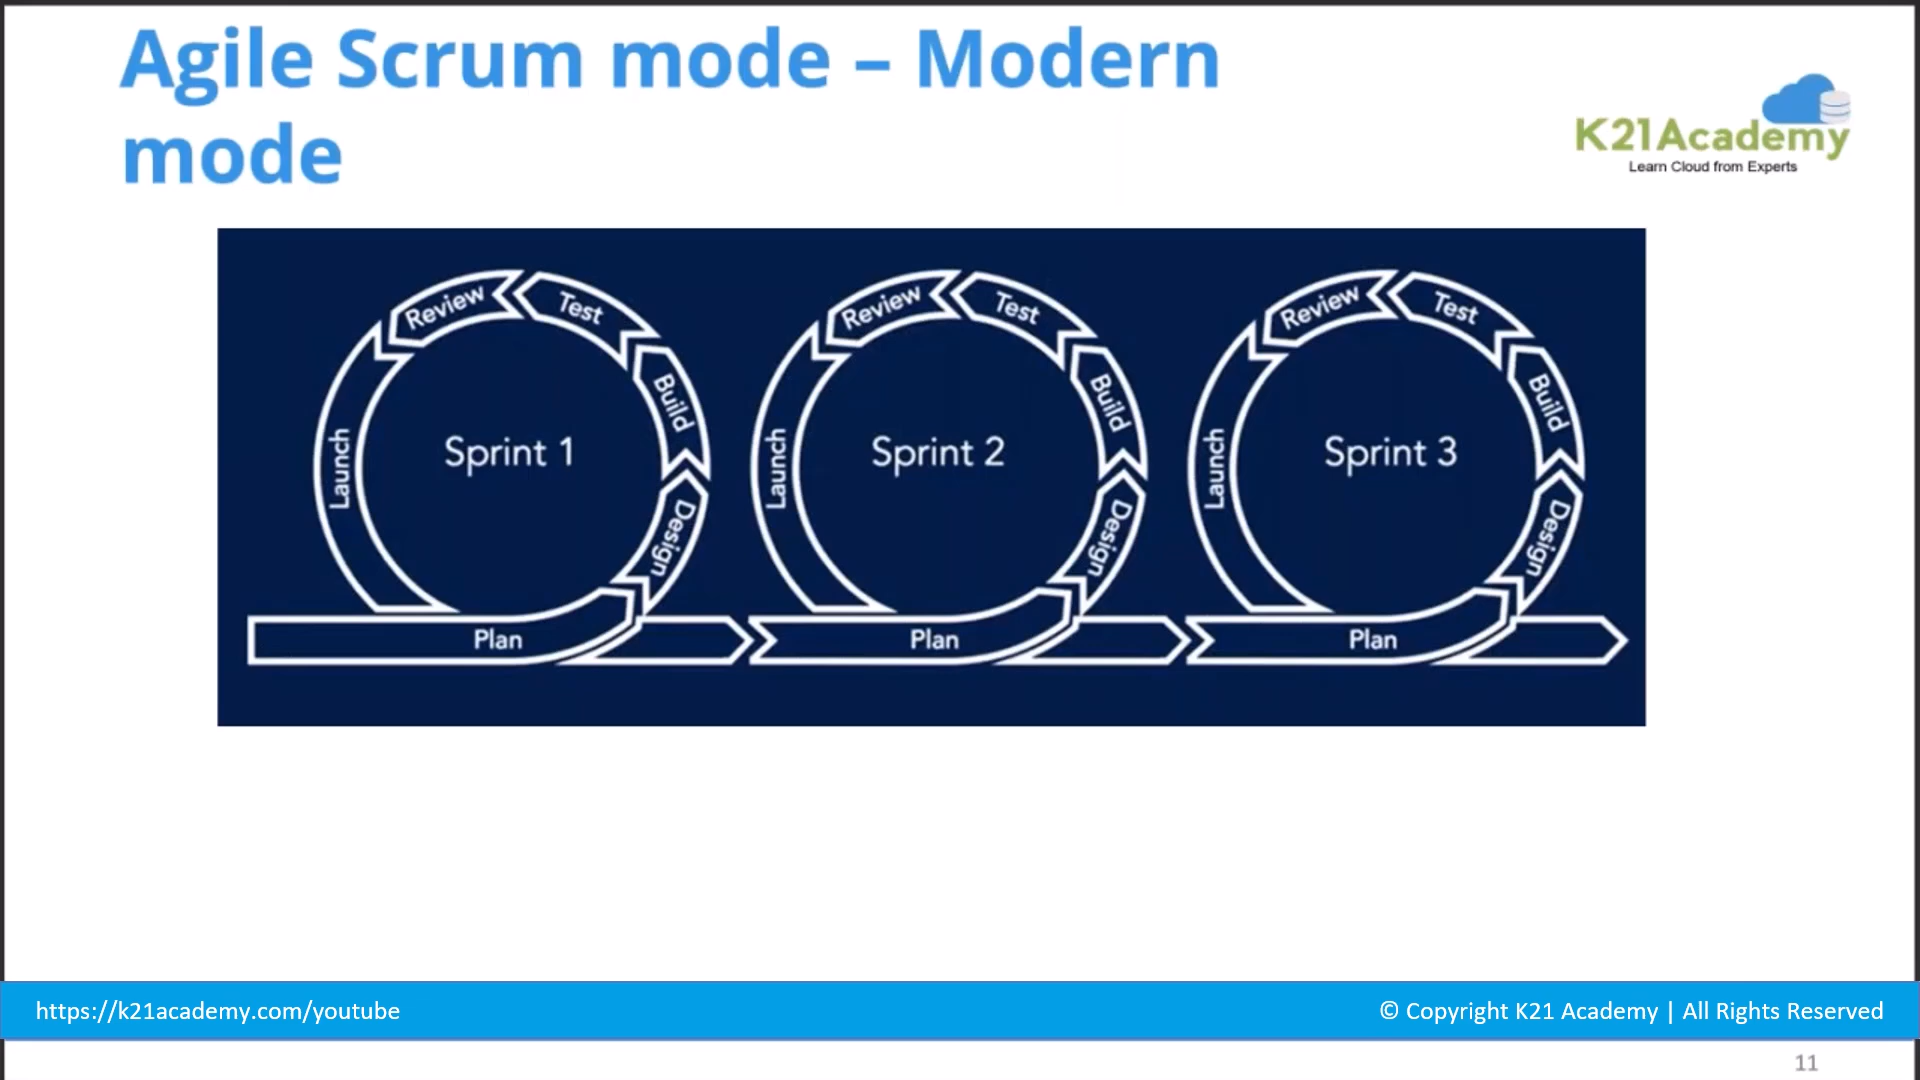 Agile Scrum mode – Modern
mode
K21Academy
Learn Cloud from Experts
Review
Test
Build
Design
Launch
Sprint 1
Plan
Review
Test
Build
Design
Launch
Sprint 2
Plan
Review
Test
Build
Design
Launch
Sprint 3
Plan
https://k21academy.com/youtube
© Copyright K21 Academy | All Rights Reserved
11